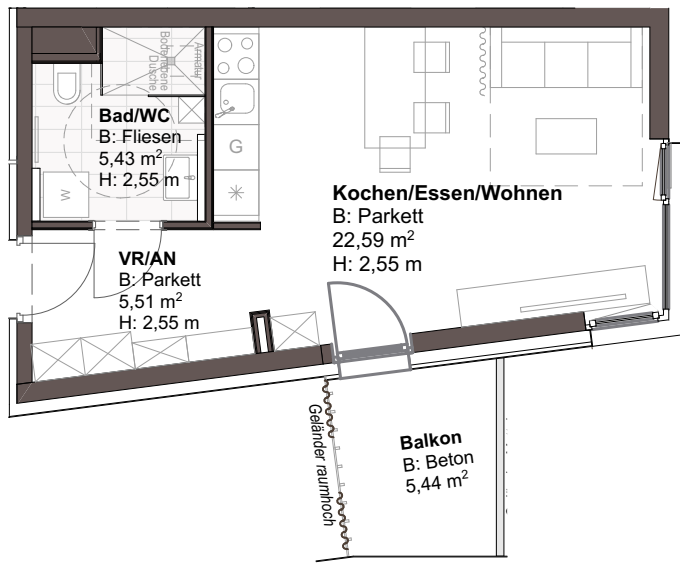 Armatur
Bodenebene
Dusche
Bad/WC
B: Fliesen
5,43 m²
H: 2,55 m
W
G
Kochen/Essen/Wohnen
B: Parkett
22,59 m²
H: 2,55 m
VR/AN
B: Parkett
5,51 m²
H: 2,55 m
Geländer raumhoch
Balkon
B: Beton
5,44 m²